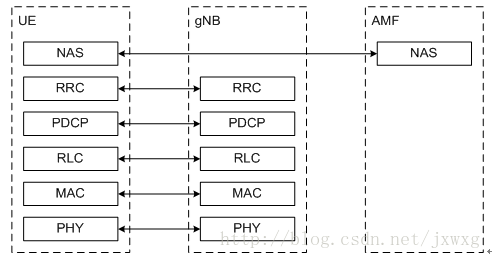 UE gNB AMF
NAS NAS
RRC RRC
PDCP PDCP
RLC RLC
MAC MAC
PHY PHY
http://blog.csdn.net/jxwxg